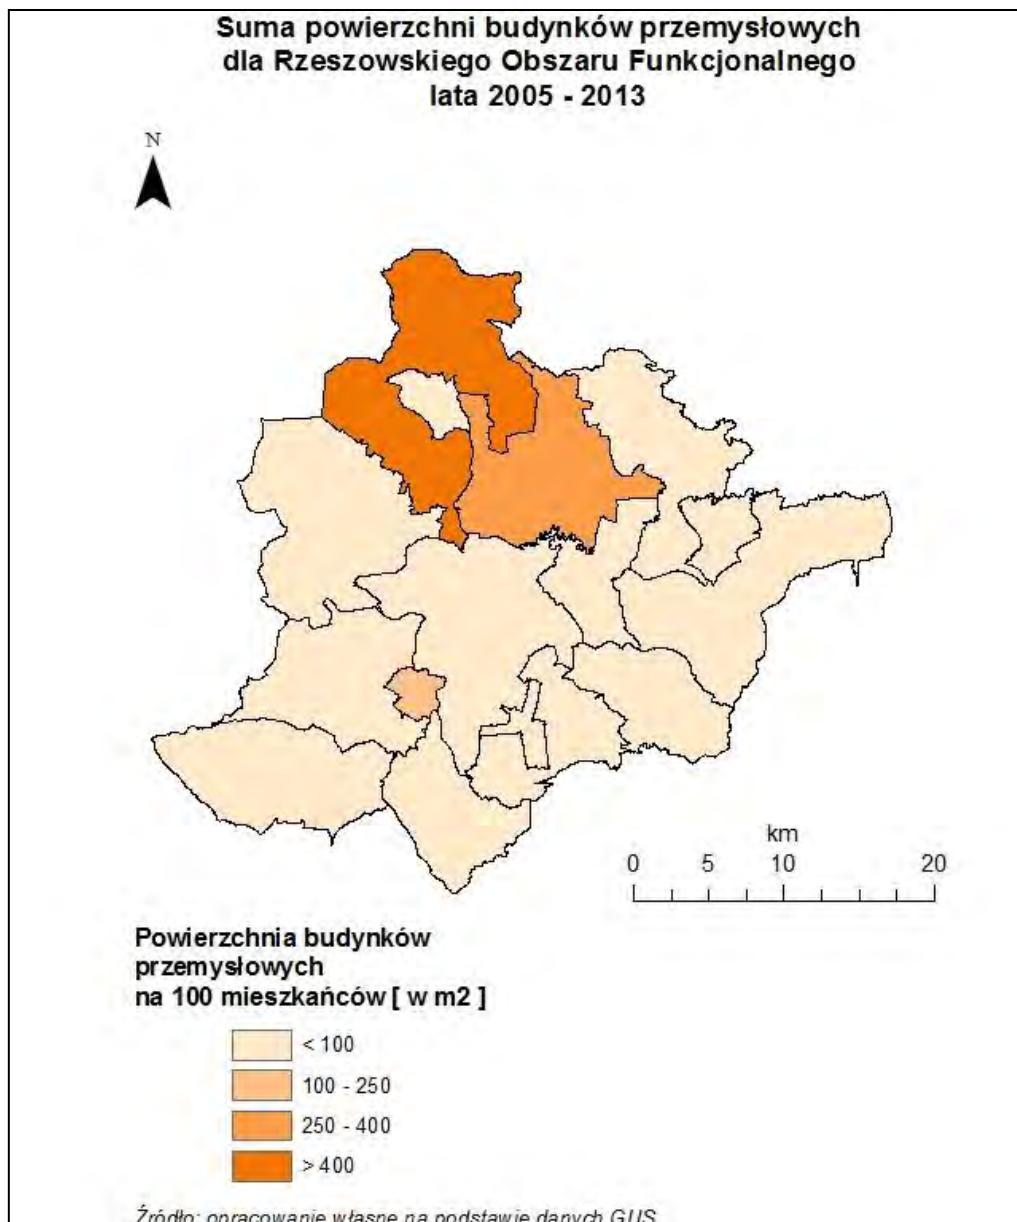 Suma powierzchni budynków przemysłowych
dla Rzeszowskiego Obszaru Funkcjonalnego
lata 2005 - 2013
N
km
0 5 10 20
Powierzchnia budynków
przemysłowych
na 100 mieszkańców [ w m2 ]
< 100
100 - 250
250 - 400
> 400
Źródło: opracowanie własne na podstawie danych GUS